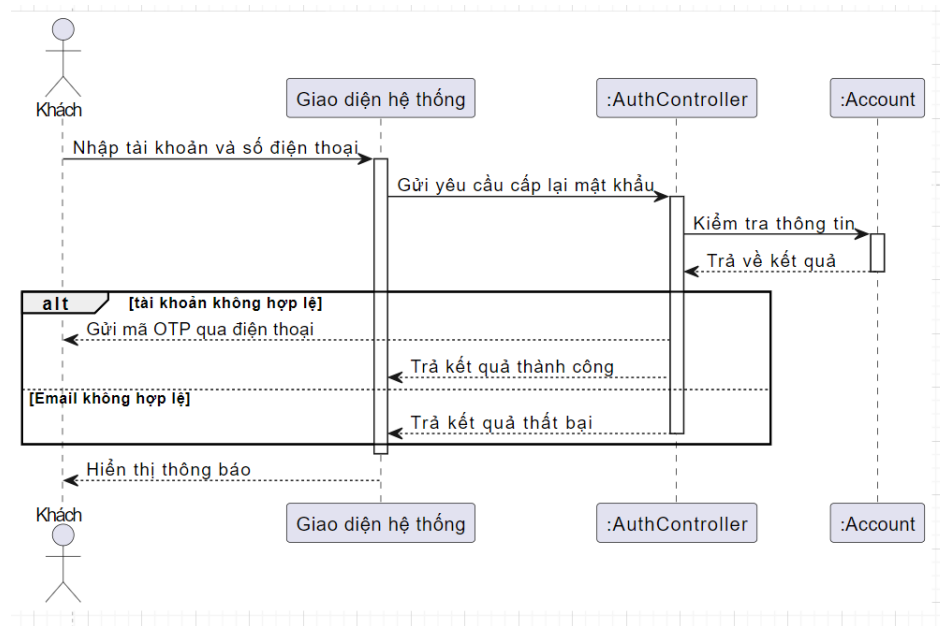 Khách
Giao diện hệ thống
:AuthController
:Account
Nhập tài khoản và số điện thoại
Gửi yêu cầu cấp lại mật khẩu
Kiểm tra thông tin
Trả về kết quả
alt
[tài khoản không hợp lệ]
Gửi mã OTP qua điện thoại
Trả kết quả thành công
[Email không hợp lệ]
Trả kết quả thất bại
Hiển thị thông báo
Khách
Giao diện hệ thống
:AuthController
:Account